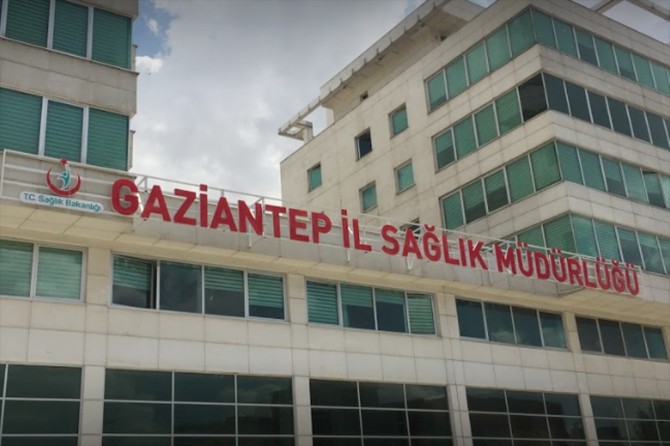 T.C. Sağlık Bakanlığı
GAZİANTEP İL SAĞLIK MÜDÜRLÜĞÜ